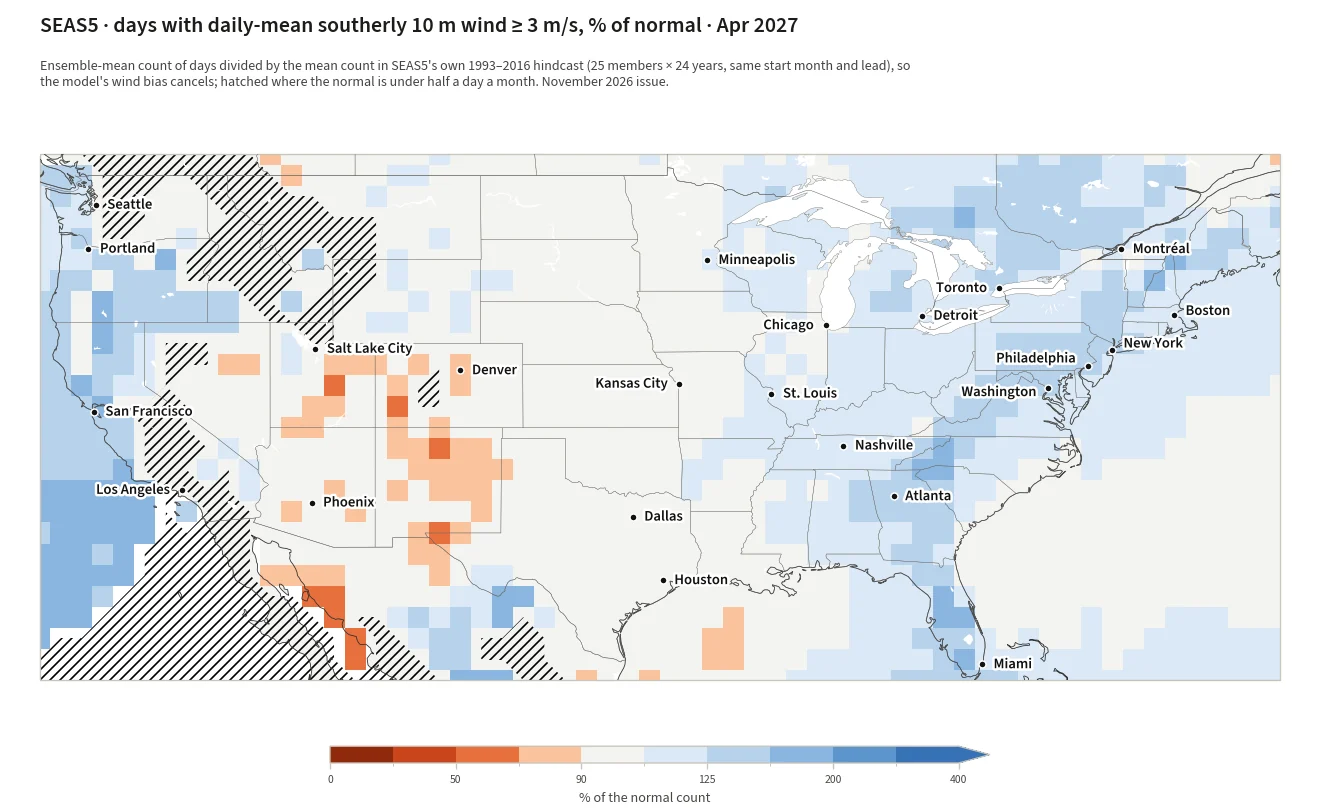 SEAS5 · days with daily-mean southerly 10 m wind ≥ 3 m/s, % of normal · Apr 2027
Ensemble-mean count of days divided by the mean count in SEAS5's own 1993–2016 hindcast (25 members × 24 years, same start month and lead), so
the model's wind bias cancels; hatched where the normal is under half a day a month. November 2026 issue.
Seattle
Portland
Montréal
Minneapolis
Toronto
Boston
Detroit
Chicago
New York
Salt Lake City
Philadelphia
Denver
Kansas City
St. Louis
Washington
San Francisco
Nashville
Los Angeles
Atlanta
Phoenix
Dallas
Houston
Miami
0 50 90 125 200 400
% of the normal count